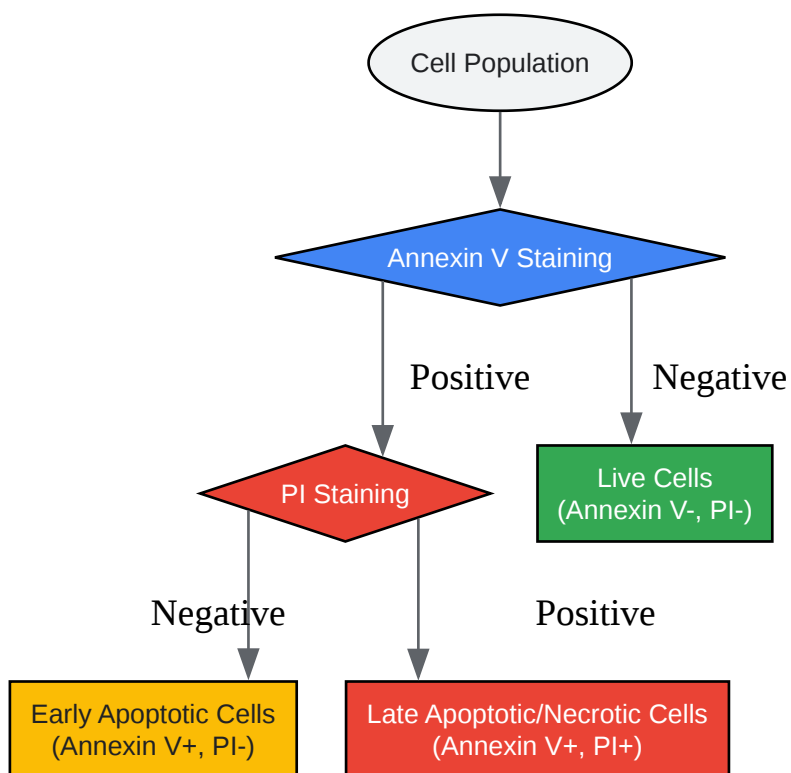 Cell Population
Annexin V Staining
Positive
Negative
PI Staining
Live Cells
(Annexin V-, PI-)
Negative
Positive
Early Apoptotic Cells
(Annexin V+, PI-)
Late Apoptotic/Necrotic Cells
(Annexin V+, PI+)